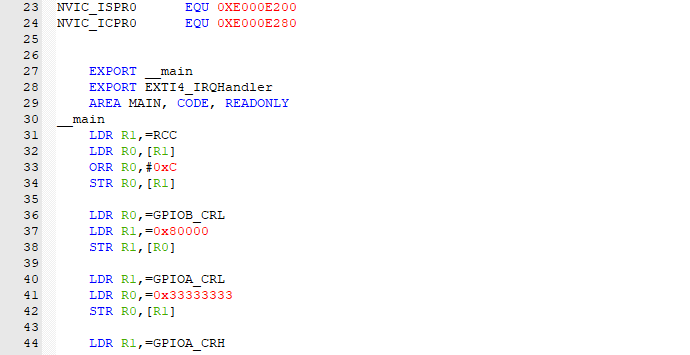 23 NVIC_ISPR0 EQU 0XE000E200
24 NVIC_ICPR0 EQU 0XE000E280
25
26
27 EXPORT __main
28 EXPORT EXTI4_IRQHandler
29 AREA MAIN, CODE, READONLY
30 __main
31 LDR R1,=RCC
32 LDR R0,[R1]
33 ORR R0,#0xC
34 STR R0,[R1]
35
36 LDR R0,=GPIOB_CRL
37 LDR R1,=0x80000
38 STR R1,[R0]
39
40 LDR R1,=GPIOA_CRL
41 LDR R0,=0x33333333
42 STR R0,[R1]
43
44 LDR R1,=GPIOA_CRH